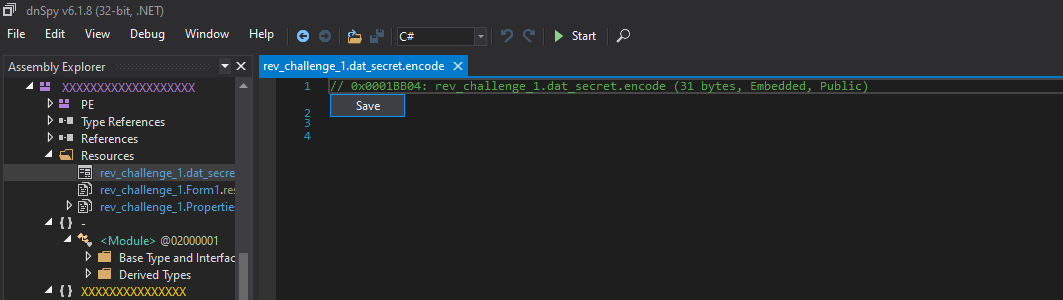 dnSpy v6.1.8 (32-bit, .NET)
File Edit View Debug Window Help C# Start
Assembly Explorer
rev_challenge_1.dat_secret.encode
XXXXXXXXXXXXXXXXXXX
PE
Type References
References
Resources
rev_challenge_1.dat_secre
rev_challenge_1.Form1.res
rev_challenge_1.Propertie
{ } -
<Module> @02000001
Base Type and Interfac
Derived Types
{ } XXXXXXXXXXXXXXX
1 // 0x0001BB04: rev_challenge_1.dat_secret.encode (31 bytes, Embedded, Public)
Save
2
3
4